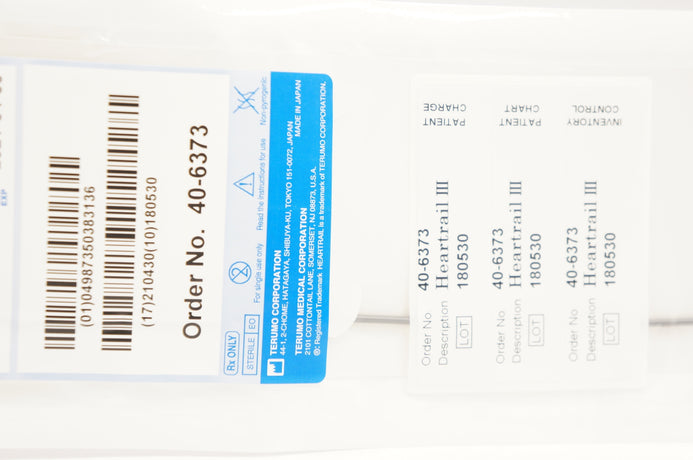 EXP
(01)04987350383136
(17)210430(10)180530
Order No. 40-6373
Rx ONLY
STERILE EO
For single use only
Read the instructions for use
Non-pyrogenic
TERUMO CORPORATION
44-1, 2-CHOME, HATAGAYA, SHIBUYA-KU, TOKYO 151-0072, JAPAN
MADE IN JAPAN
TERUMO MEDICAL CORPORATION
2101 COTTONTAIL LANE, SOMERSET, NJ 08873, U.S.A.
®: Registered Trademark. HEARTRAIL is a trademark of TERUMO CORPORATION.
Order No 40-6373
Description Heartrail III
LOT 180530
PATIENT
CHARGE
Order No 40-6373
Description Heartrail III
LOT 180530
PATIENT
CHART
Order No 40-6373
Description Heartrail III
LOT 180530
INVENTORY
CONTROL